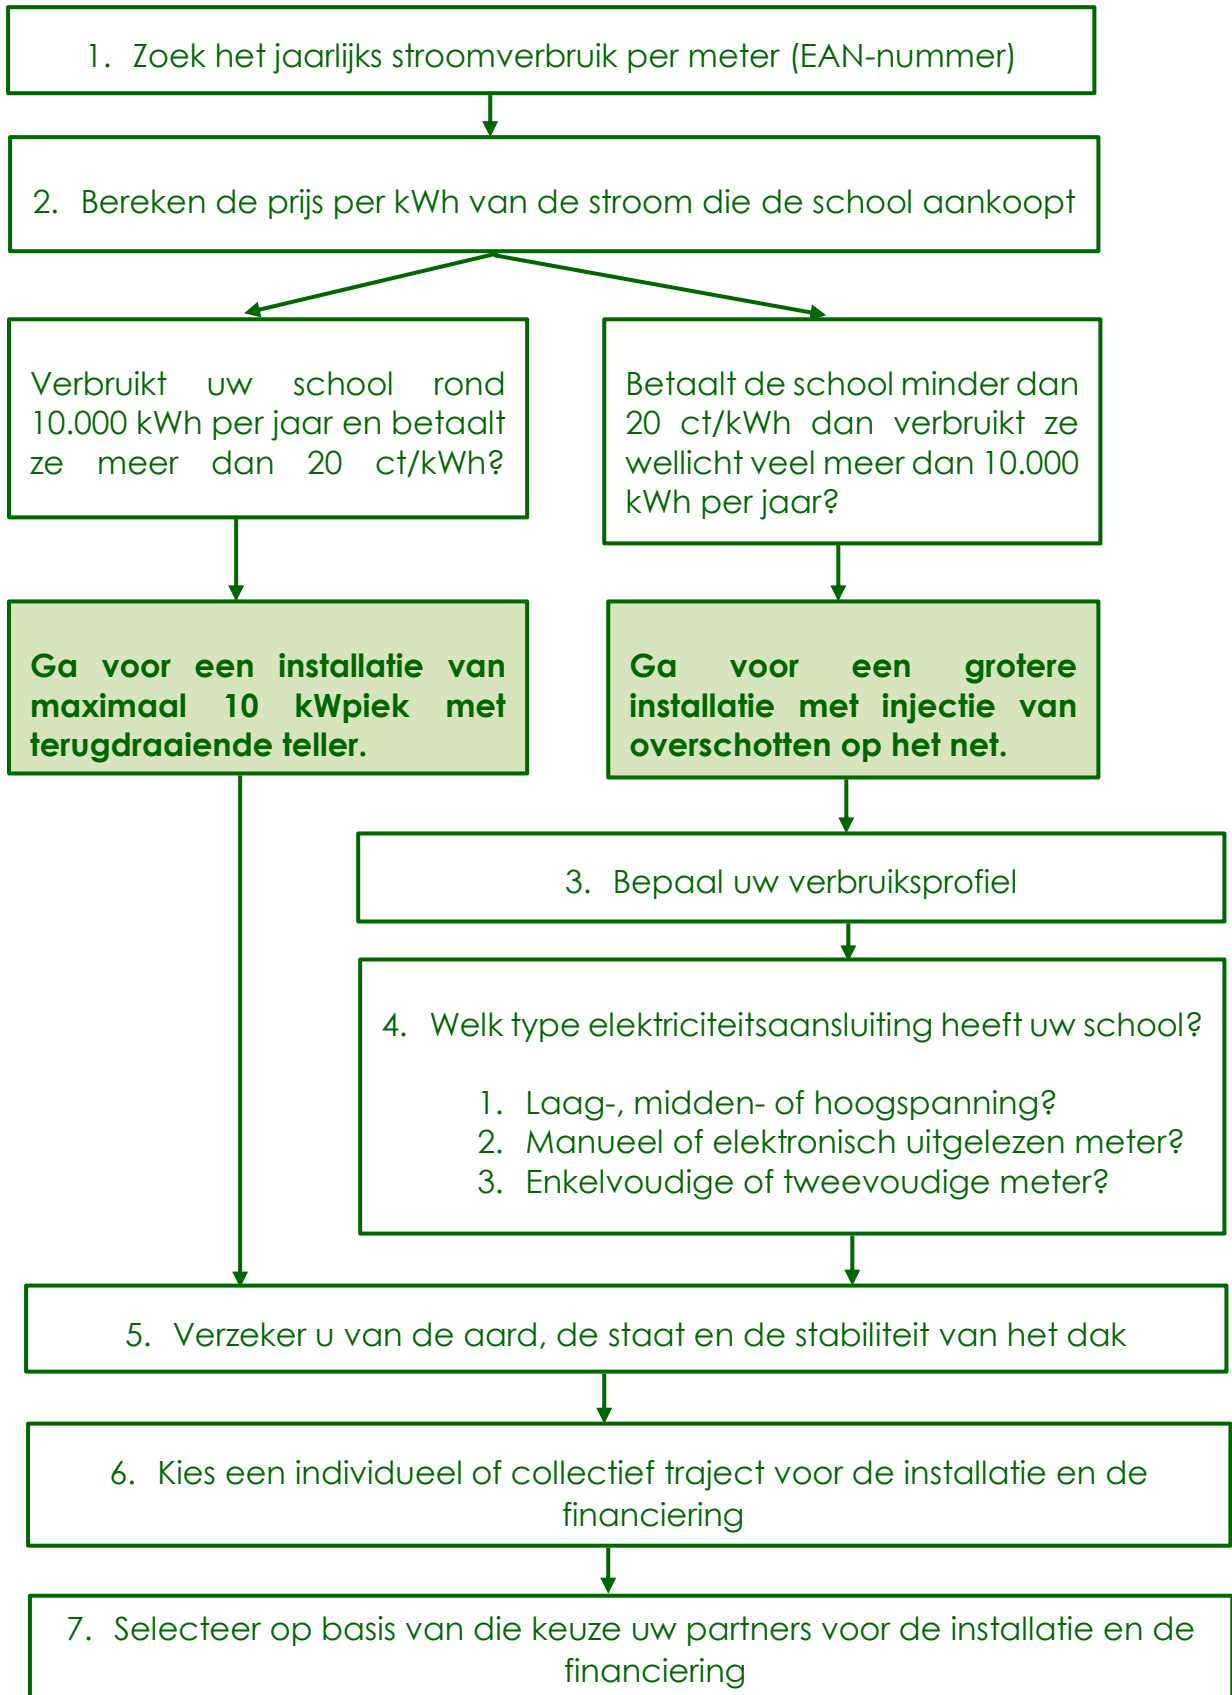 1. Zoek het jaarlijks stroomverbruik per meter (EAN-nummer)
2. Bereken de prijs per kWh van de stroom die de school aankoopt
Verbruikt uw school rond
10.000 kWh per jaar en betaalt
ze meer dan 20 ct/kWh?
Betaalt de school minder dan
20 ct/kWh dan verbruikt ze
wellicht veel meer dan 10.000
kWh per jaar?
Ga voor een installatie van
maximaal 10 kWpiek met
terugdraaiende teller.
Ga voor een grotere
installatie met injectie van
overschotten op het net.
3. Bepaal uw verbruiksprofiel
4. Welk type elektriciteitsaansluiting heeft uw school?
1. Laag-, midden- of hoogspanning?
2. Manueel of elektronisch uitgelezen meter?
3. Enkelvoudige of tweevoudige meter?
5. Verzeker u van de aard, de staat en de stabiliteit van het dak
6. Kies een individueel of collectief traject voor de installatie en de
financiering
7. Selecteer op basis van die keuze uw partners voor de installatie en de
financiering